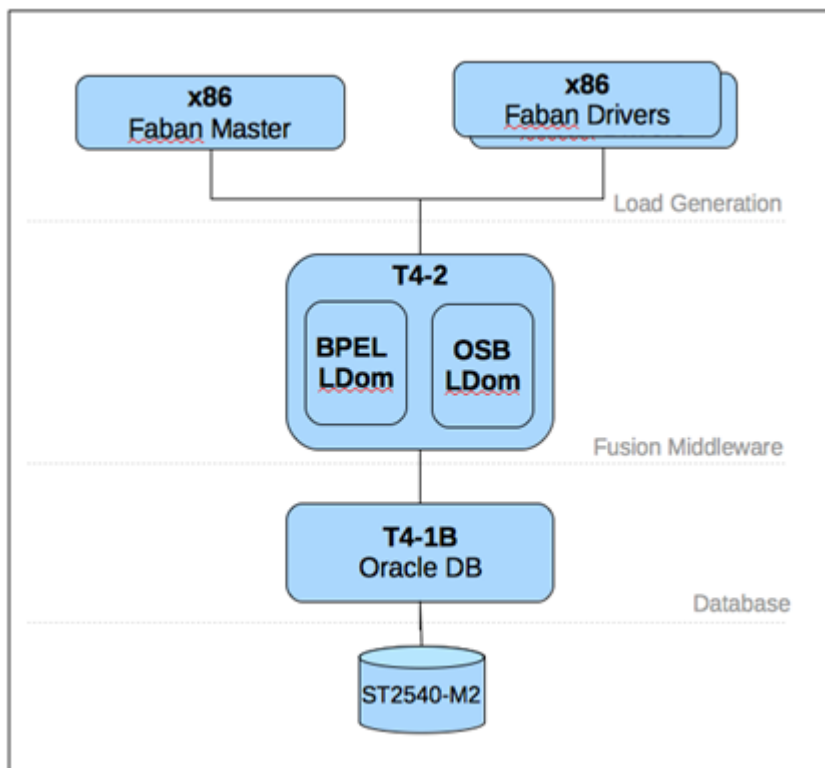 x86
Faban Master
x86
Faban Drivers
Load Generation
T4-2
BPEL
LDom
OSB
LDom
Fusion Middleware
T4-1B
Oracle DB
Database
ST2540-M2